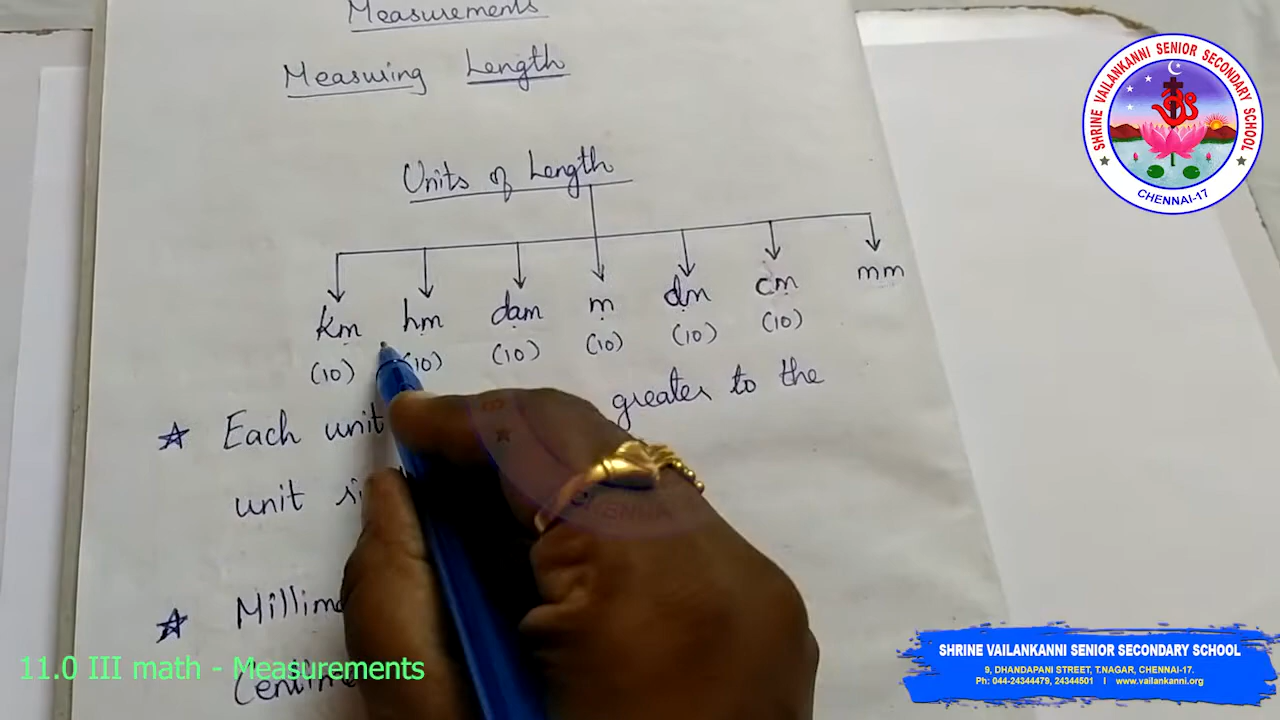 Measurements
Measuring Length
Units of Length
km hm dam m dm cm mm
(10) (10) (10) (10) (10) (10)
☆ Each unit greater to the
unit
☆
11.0 III math - Measurements
SHRINE VAILANKANNI SENIOR SECONDARY SCHOOL
CHENNAI-17
SHRINE VAILANKANNI SENIOR SECONDARY SCHOOL
9, DHANDAPANI STREET, T.NAGAR, CHENNAI-17.
Ph: 044-24344479, 24344501 I www.vailankanni.org